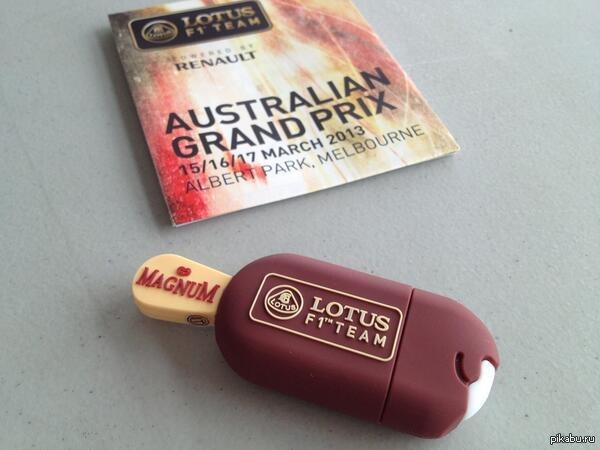 LOTUS
F1 TEAM
POWERED BY
RENAULT
AUSTRALIAN
GRAND PRIX
15/16/17 MARCH 2013
ALBERT PARK, MELBOURNE
MAGNUM
LOTUS
LOTUS
F1™ TEAM
pikabu.ru